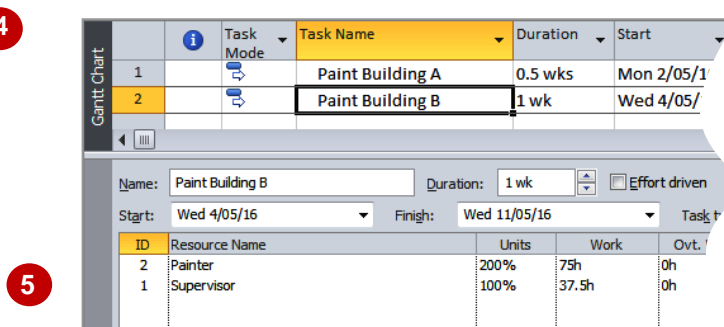 4
Gantt Chart
Task Mode Task Name Duration Start
1 Paint Building A 0.5 wks Mon 2/05/1
2 Paint Building B 1 wk Wed 4/05/
Name: Paint Building B Duration: 1 wk Effort driven
Start: Wed 4/05/16 Finish: Wed 11/05/16 Task t
ID Resource Name Units Work Ovt.
2 Painter 200% 75h 0h
1 Supervisor 100% 37.5h 0h
5